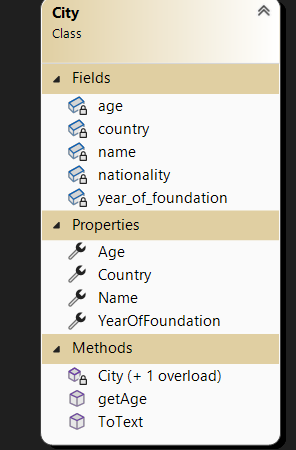 City
Class
Fields
age
country
name
nationality
year_of_foundation
Properties
Age
Country
Name
YearOfFoundation
Methods
City (+ 1 overload)
getAge
ToText